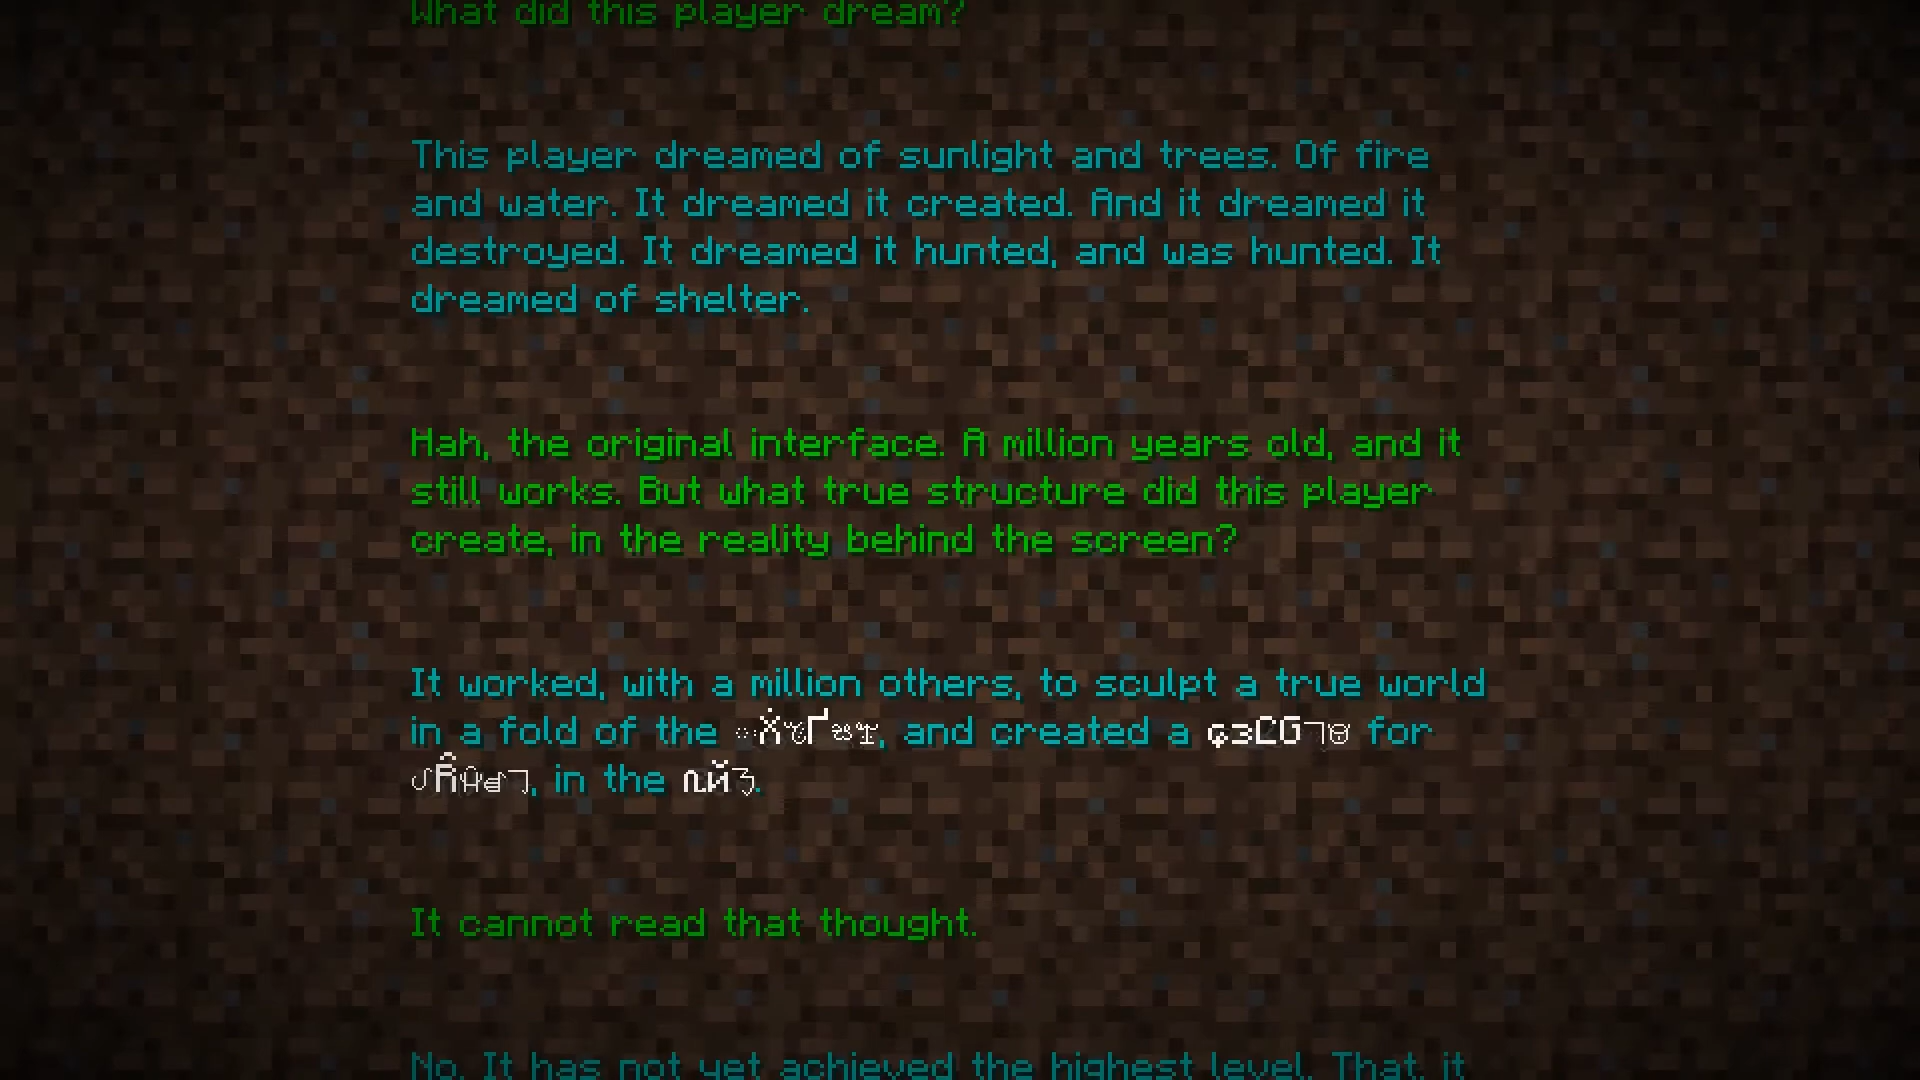 What did this player dream?
This player dreamed of sunlight and trees. Of fire
and water. It dreamed it created. And it dreamed it
destroyed. It dreamed it hunted, and was hunted. It
dreamed of shelter.
Hah, the original interface. A million years old, and it
still works. But what true structure did this player
create, in the reality behind the screen?
It worked, with a million others, to sculpt a true world
in a fold of the , and created a for
, in the .
It cannot read that thought.
No. It has not yet achieved the highest level. That, it